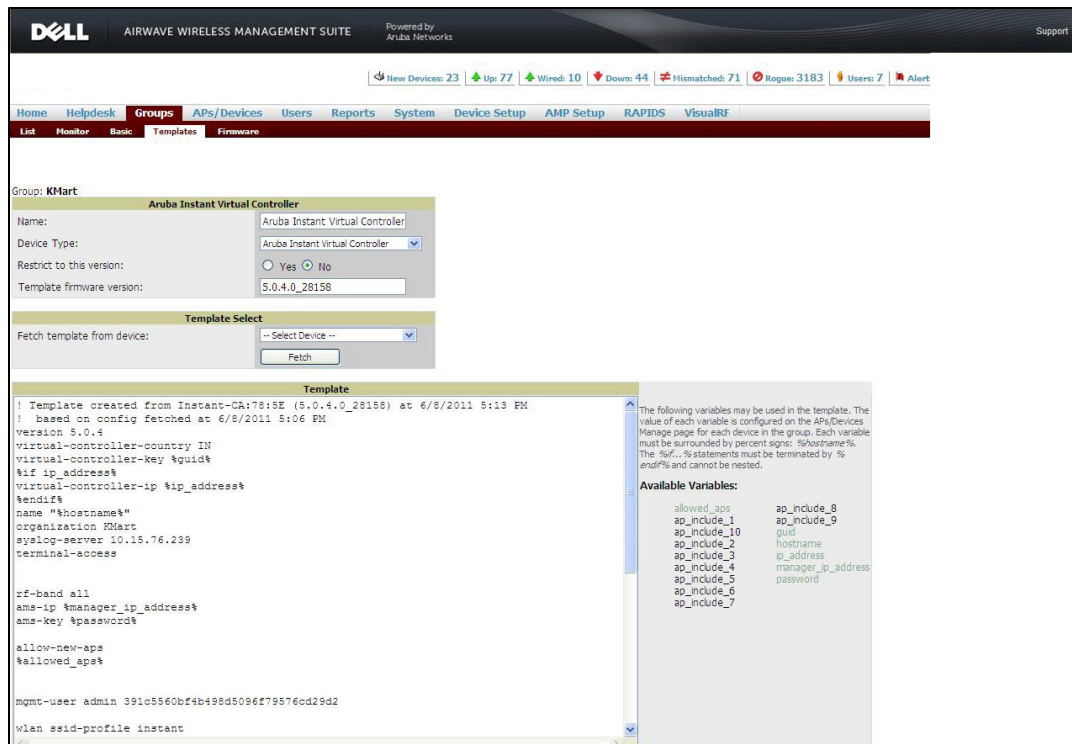 DELL AIRWAVE WIRELESS MANAGEMENT SUITE Powered by Aruba Networks Support
New Devices: 23 Up: 77 Wired: 10 Down: 44 Mismatched: 71 Rogue: 3183 Users: 7 Alert
Home Helpdesk Groups APs/Devices Users Reports System Device Setup AMP Setup RAPIDS VisualRF
List Monitor Basic Templates Firmware
Group: KMart
Aruba Instant Virtual Controller
Name: Aruba Instant Virtual Controller
Device Type: Aruba Instant Virtual Controller
Restrict to this version: Yes No
Template firmware version: 5.0.4.0_28158
Template Select
Fetch template from device: -- Select Device --
Fetch
Template
! Template created from Instant-CA:78:5E (5.0.4.0_28158) at 6/8/2011 5:13 PM
! based on config fetched at 6/8/2011 5:06 PM
version 5.0.4
virtual-controller-country IN
virtual-controller-key %guid%
%if ip_address%
virtual-controller-ip %ip_address%
%endif%
name "%hostname%"
organization KMart
syslog-server 10.15.76.239
terminal-access
rf-band all
ams-ip %manager_ip_address%
ams-key %password%
allow-new-aps
%allowed_aps%
mgmt-user admin 391c5560bf4b498d5096f79576cd29d2
wlan ssid-profile instant
The following variables may be used in the template. The
value of each variable is configured on the APs/Devices
Manage page for each device in the group. Each variable
must be surrounded by percent signs: %hostname%.
The %if... % statements must be terminated by %
endif% and cannot be nested.
Available Variables:
allowed_aps ap_include_8
ap_include_1 ap_include_9
ap_include_10 guid
ap_include_2 hostname
ap_include_3 ip_address
ap_include_4 manager_ip_address
ap_include_5 password
ap_include_6
ap_include_7